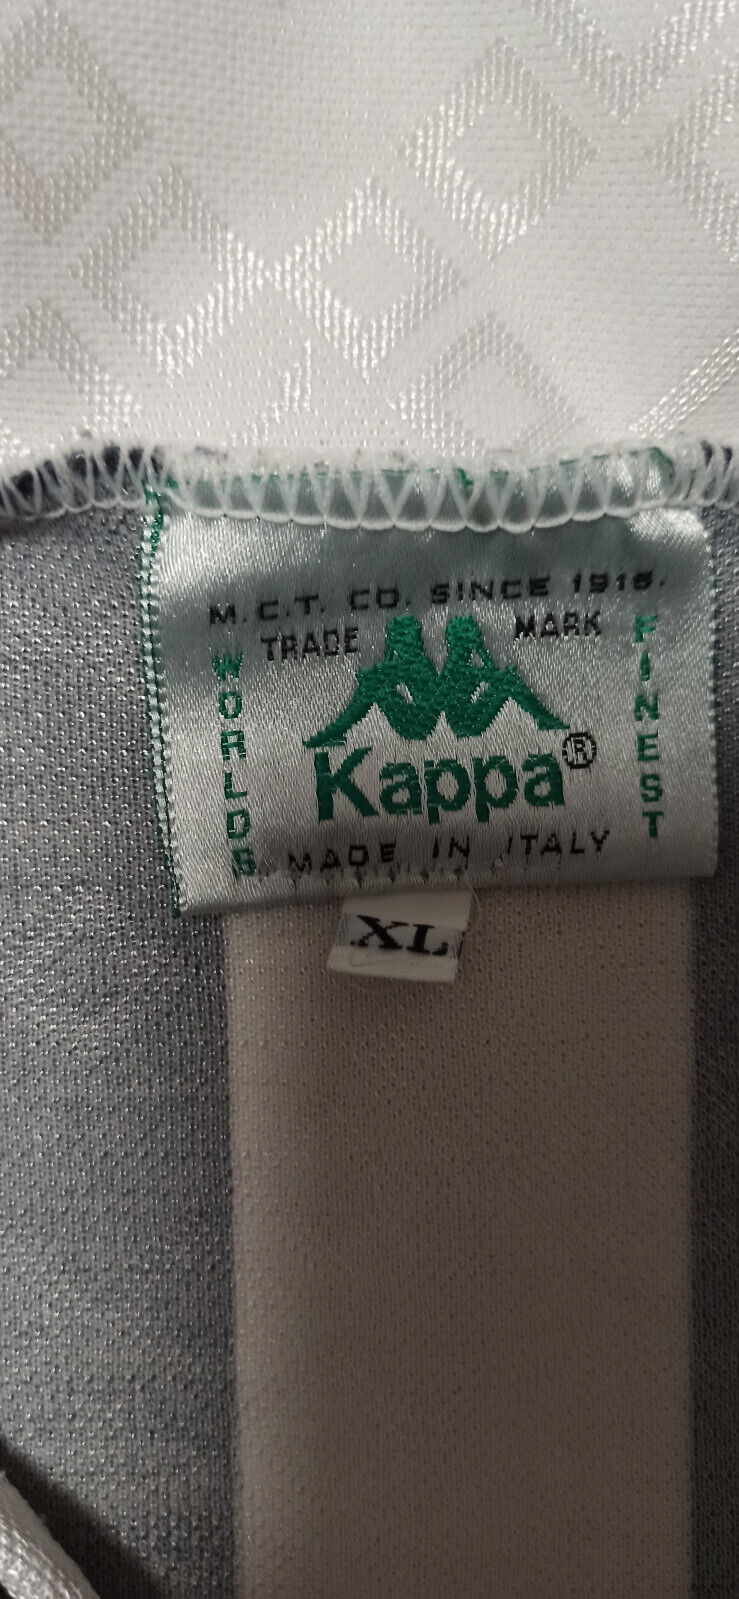 M.C.T. CO. SINCE 1916.
TRADE MARK
WORLDS
FINEST
Kappa®
MADE IN ITALY
XL